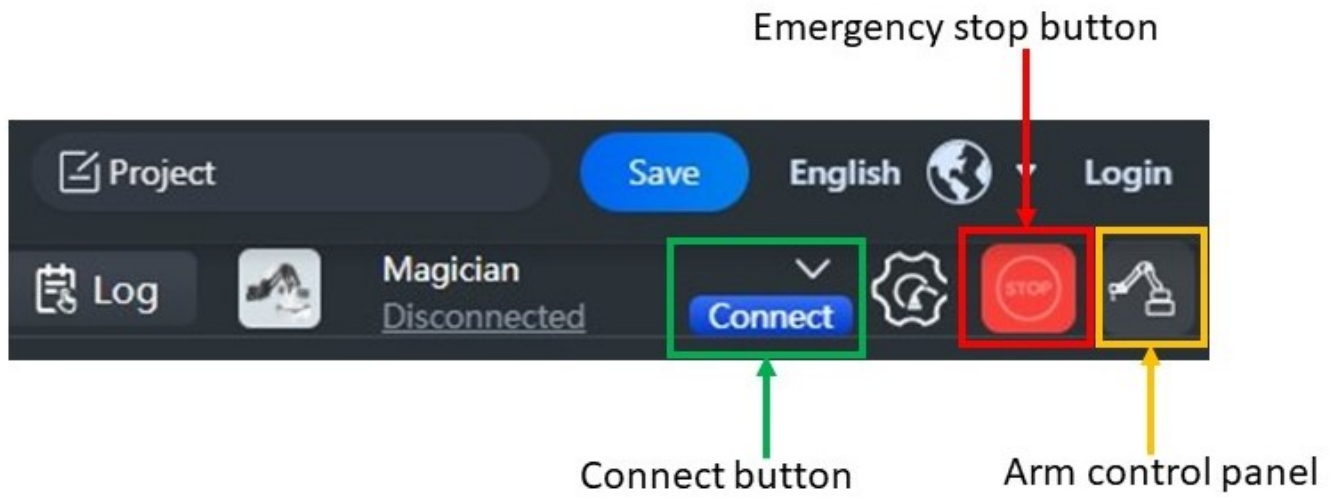 Emergency stop button
Project
Save
English
Login
Log
Magician
Disconnected
Connect
STOP
Connect button
Arm control panel